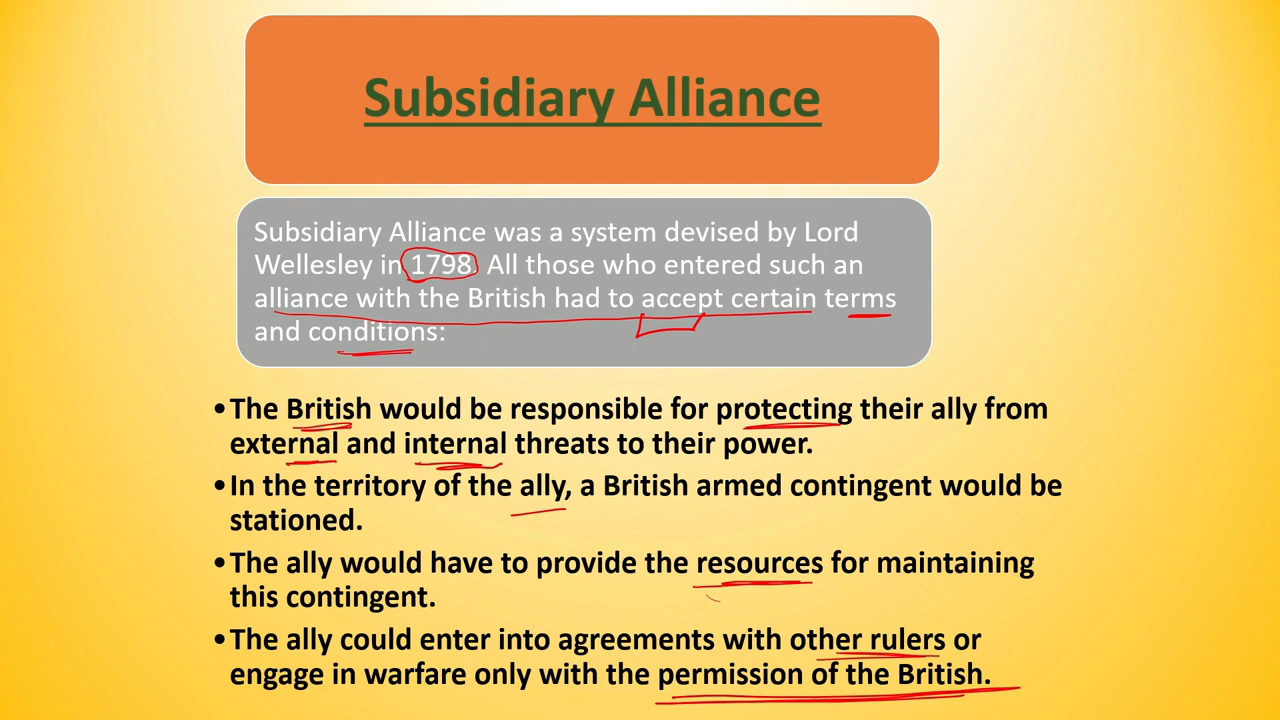 Subsidiary Alliance
Subsidiary Alliance was a system devised by Lord
Wellesley in 1798. All those who entered such an
alliance with the British had to accept certain terms
and conditions:
•The British would be responsible for protecting their ally from
external and internal threats to their power.
•In the territory of the ally, a British armed contingent would be
stationed.
•The ally would have to provide the resources for maintaining
this contingent.
•The ally could enter into agreements with other rulers or
engage in warfare only with the permission of the British.